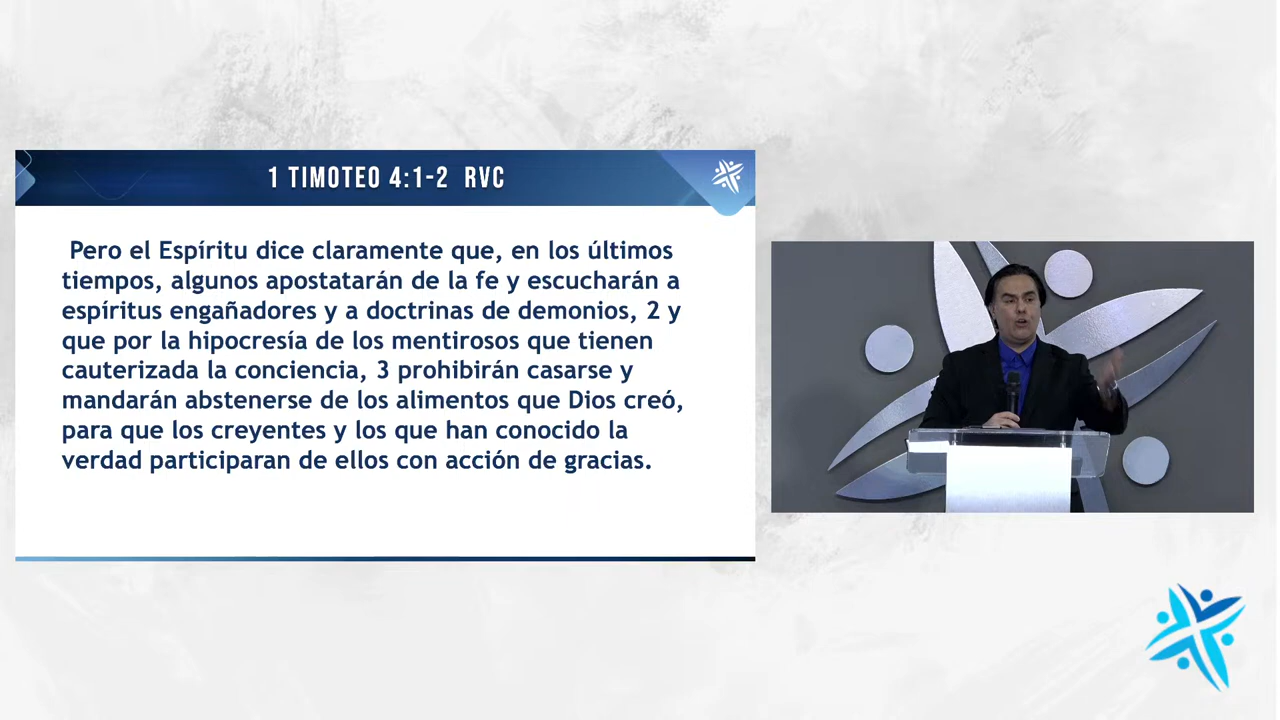 1 TIMOTEO 4:1-2 RVC
Pero el Espíritu dice claramente que, en los últimos
tiempos, algunos apostatarán de la fe y escucharán a
espíritus engañadores y a doctrinas de demonios, 2 y
que por la hipocresía de los mentirosos que tienen
cauterizada la conciencia, 3 prohibirán casarse y
mandarán abstenerse de los alimentos que Dios creó,
para que los creyentes y los que han conocido la
verdad participaran de ellos con acción de gracias.